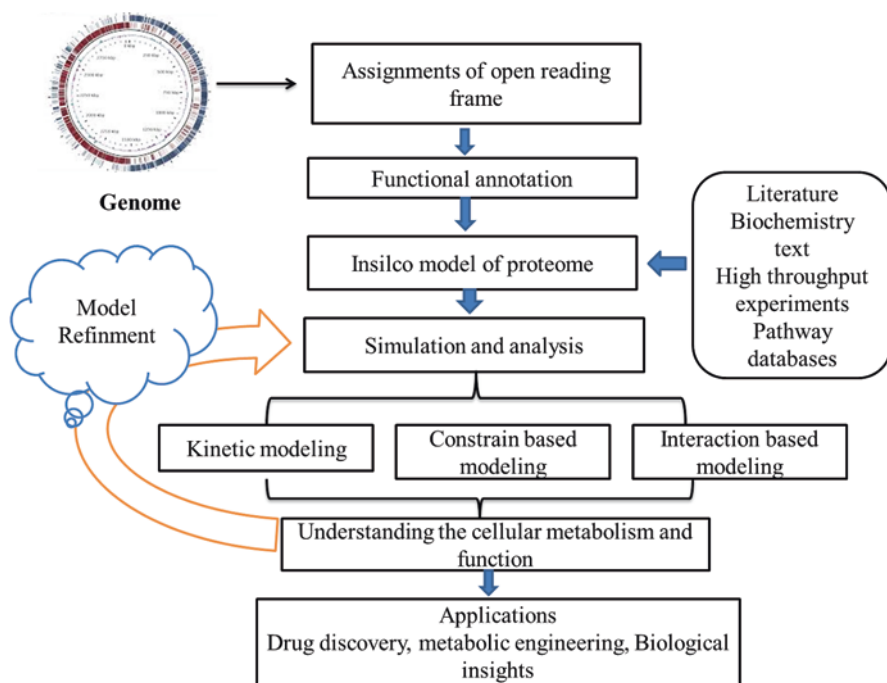 Assignments of open reading
frame
Genome
Functional annotation
Literature
Biochemistry
text
High throughput
experiments
Pathway
databases
Insilco model of proteome
Model
Refinment
Simulation and analysis
Kinetic modeling
Constrain based
modeling
Interaction based
modeling
Understanding the cellular metabolism and
function
Applications
Drug discovery, metabolic engineering, Biological
insights